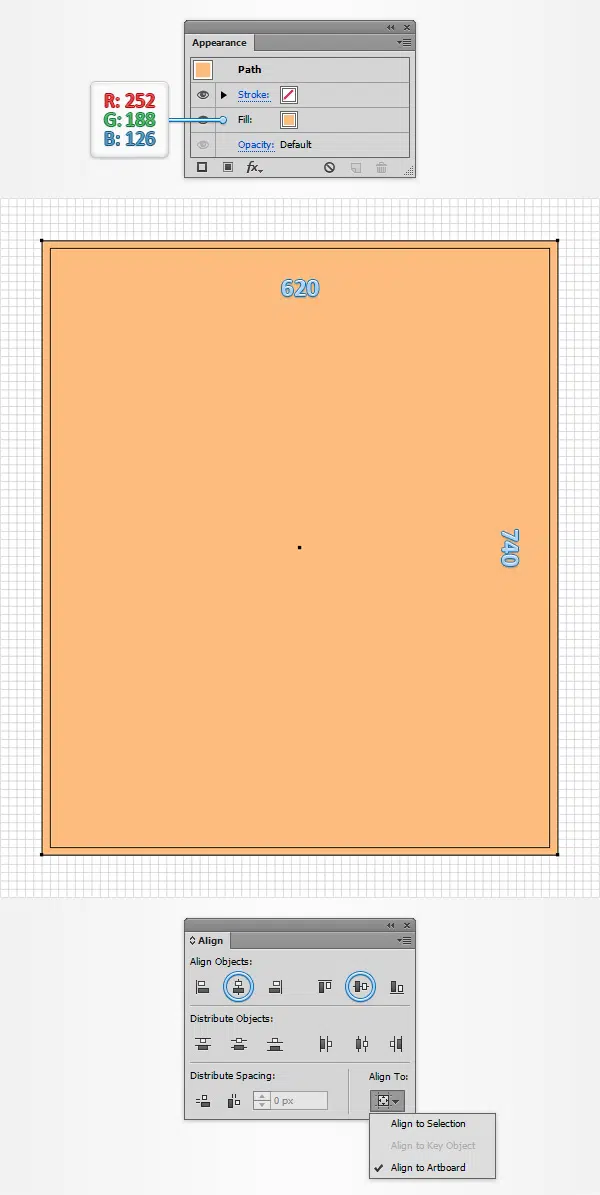 Appearance
Path
Stroke:
Fill:
Opacity: Default
fx
R: 252
G: 188
B: 126
620
740
Align
Align Objects:
Distribute Objects:
Distribute Spacing:
Align To:
0 px
Align to Selection
Align to Key Object
Align to Artboard